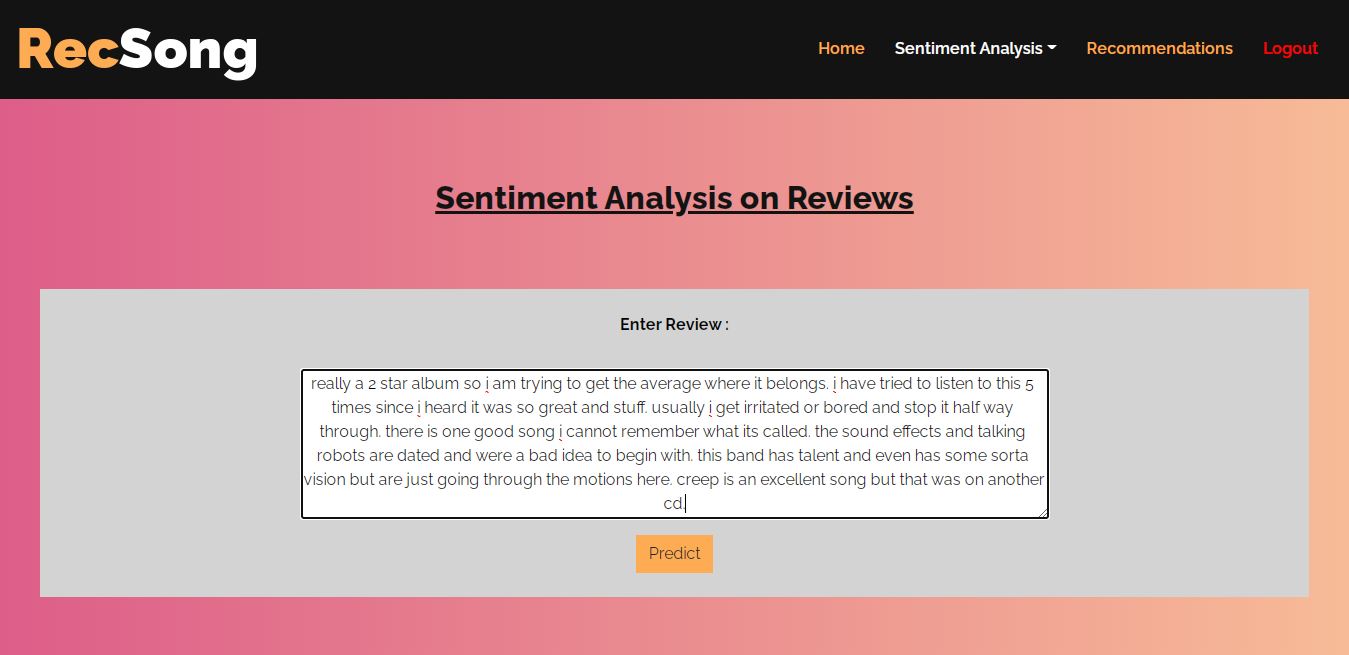 RecSong
Home Sentiment Analysis Recommendations Logout
Sentiment Analysis on Reviews
Enter Review :
really a 2 star album so i am trying to get the average where it belongs. i have tried to listen to this 5
times since i heard it was so great and stuff. usually i get irritated or bored and stop it half way
through. there is one good song i cannot remember what its called. the sound effects and talking
robots are dated and were a bad idea to begin with. this band has talent and even has some sorta
vision but are just going through the motions here. creep is an excellent song but that was on another
cd.
Predict